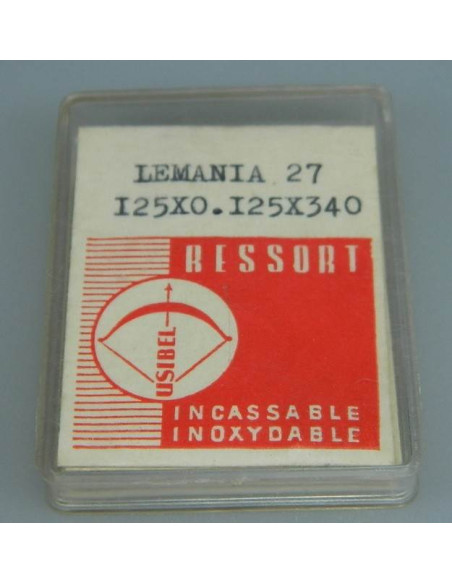 LEMANIA 27
I25X0.I25X340
RESSORT
USIBEL
INCASSABLE
INOXYDABLE